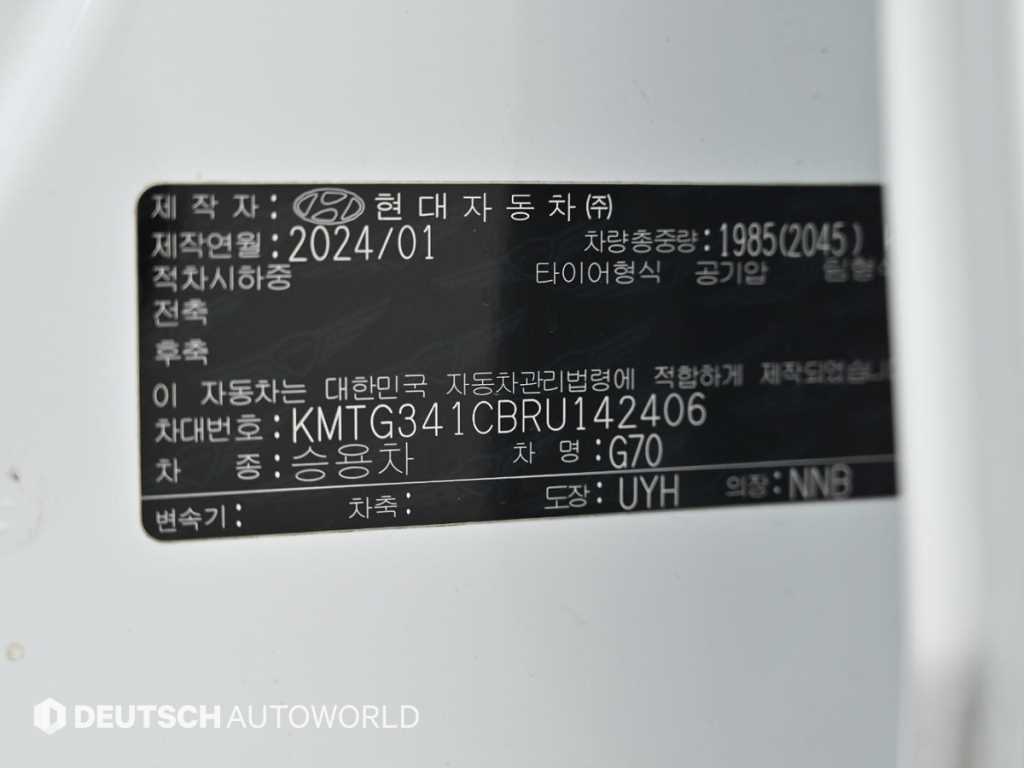 제 작 자 : 현대자동차㈜
제작연월 : 2024/01 차량총중량 : 1985(2045)
적차시하중 타이어형식 공기압 림형식
전축
후축
이 자동차는 대한민국 자동차관리법령에 적합하게 제작되었습니
차대번호 : KMTG341CBRU142406
차 종 : 승용차 차 명 : G70
변속기 : 차축 : 도장 : UYH 의장 : NNB
DEUTSCH AUTOWORLD